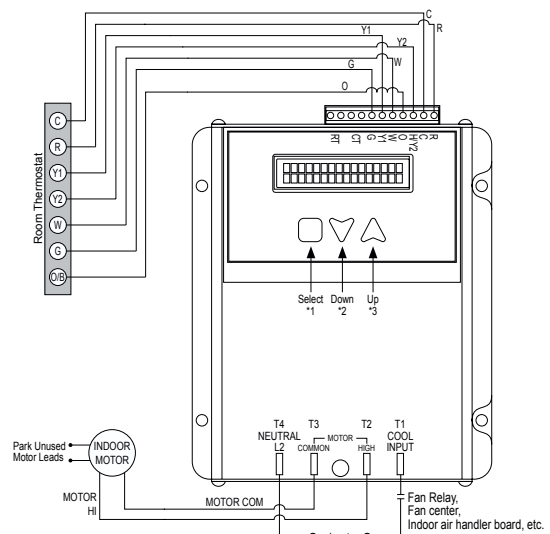 C
R
Y1
Y2
W
G
O
RT
CT
G
Y1
W
O
H/Y2
C
R
Room Thermostat
C
R
Y1
Y2
W
G
O/B
Select
*1
Down
*2
Up
*3
T4
NEUTRAL
L2
T3
COMMON
MOTOR
T2
HIGH
T1
COOL
INPUT
Park Unused
Motor Leads
INDOOR
MOTOR
MOTOR
HI
MOTOR COM
Fan Relay,
Fan center,
Indoor air handler board, etc.